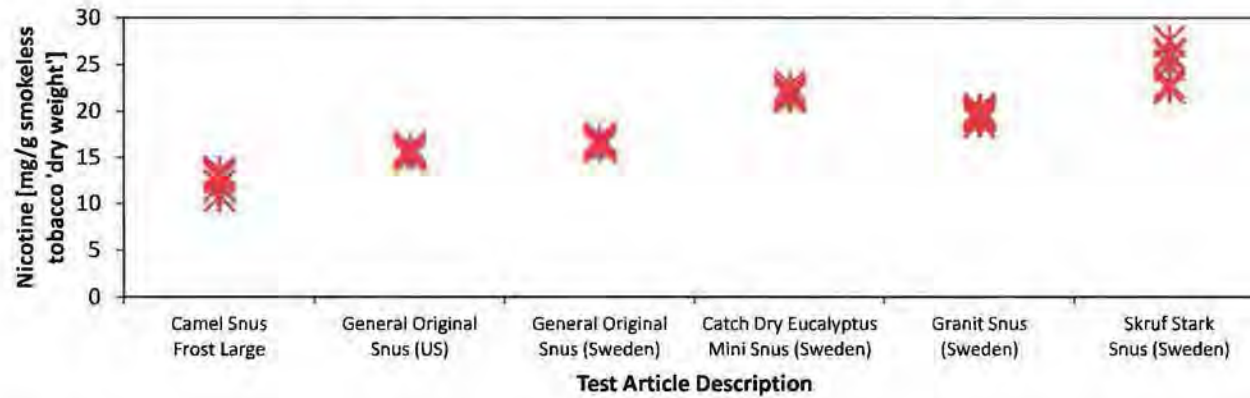 Nicotine [mg/g smokeless
tobacco 'dry weight']
30
25
20
15
10
5
0
Camel Snus
Frost Large
General Original
Snus (US)
General Original
Snus (Sweden)
Catch Dry Eucalyptus
Mini Snus (Sweden)
Granit Snus
(Sweden)
Skruf Stark
Snus (Sweden)
Test Article Description